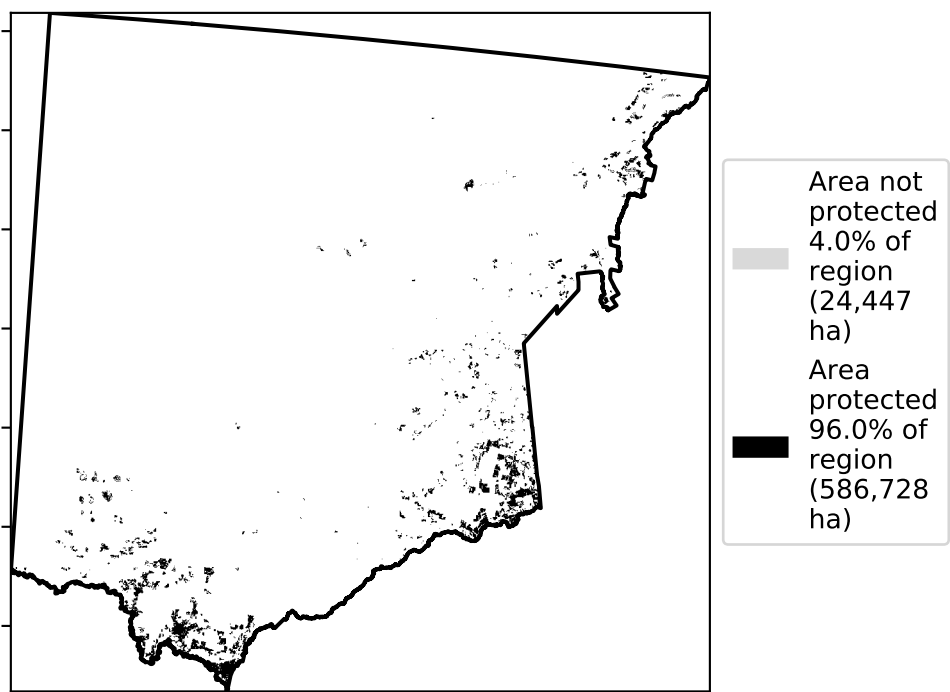 Area not
protected
4.0% of
region
(24,447
ha)
Area
protected
96.0% of
region
(586,728
ha)